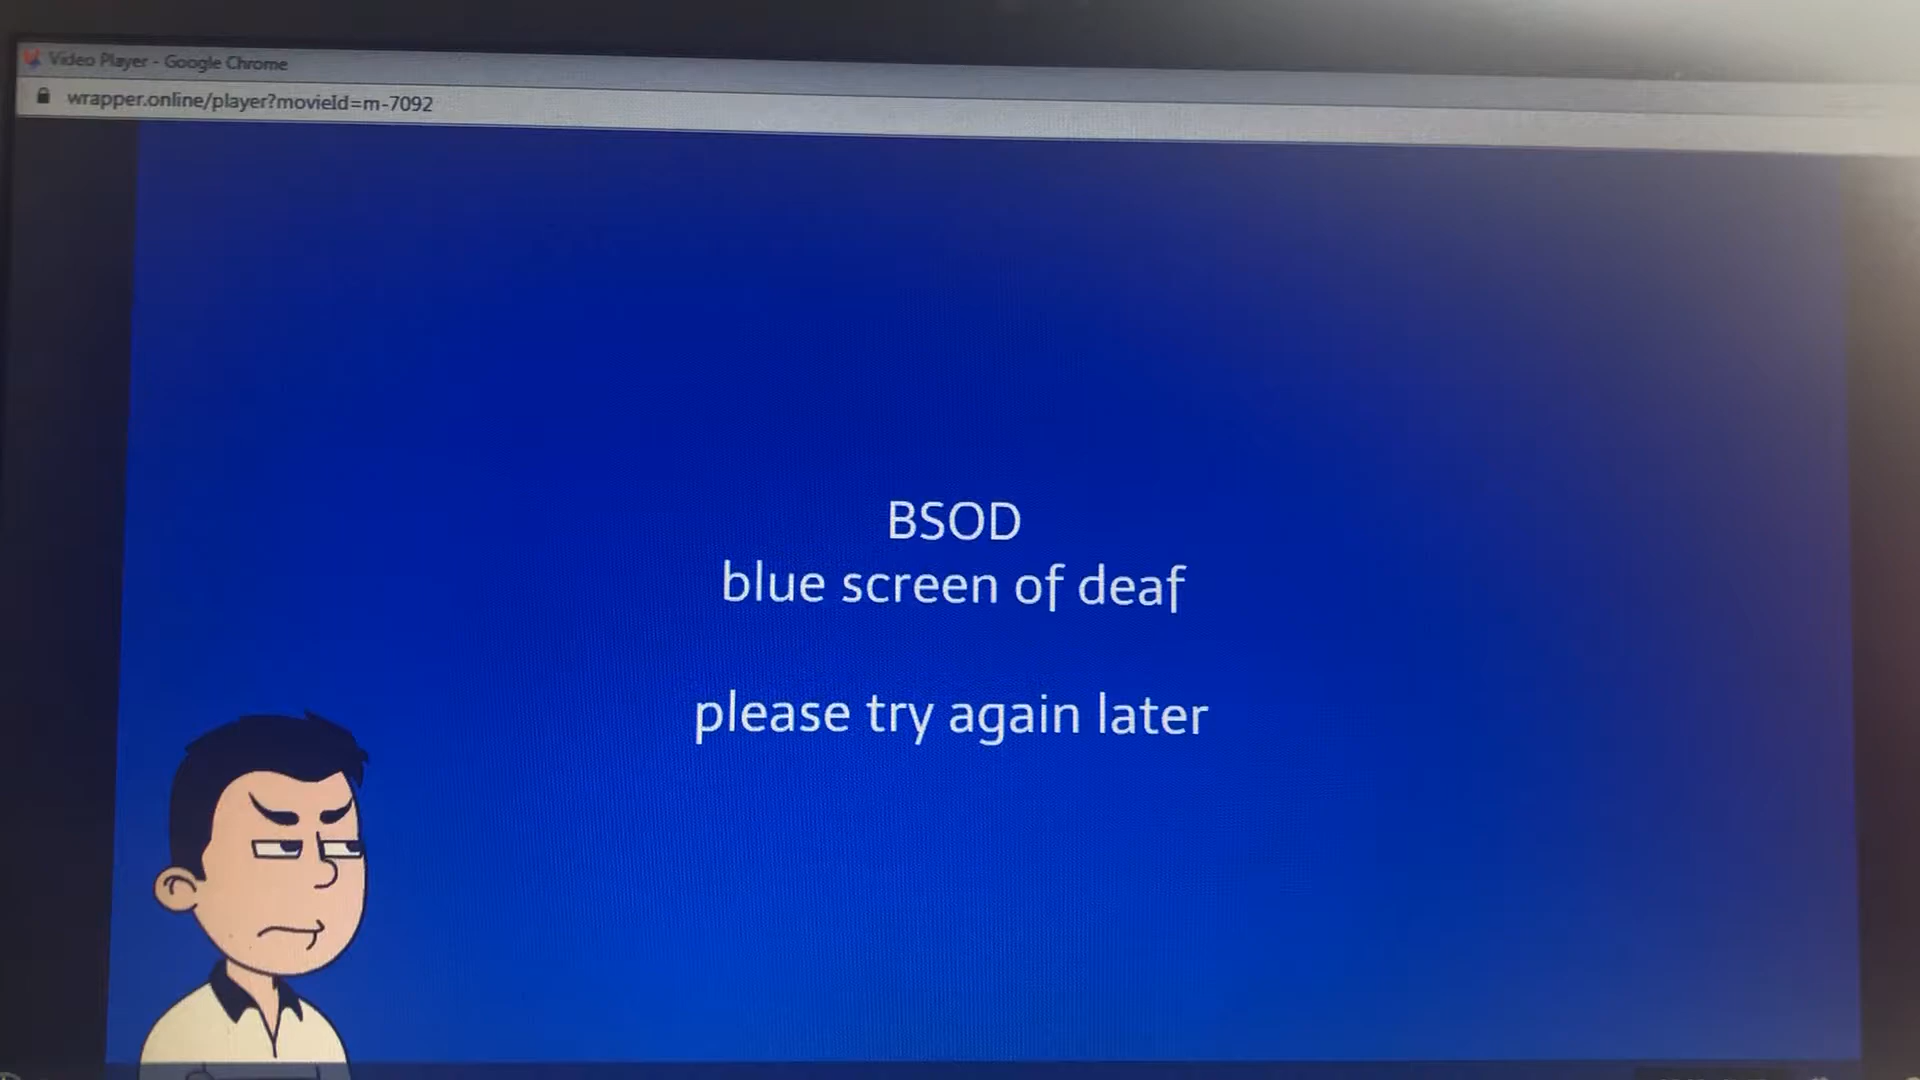 Video Player - Google Chrome
wrapper.online/player?movieId=m-7092
BSOD
blue screen of deaf
please try again later